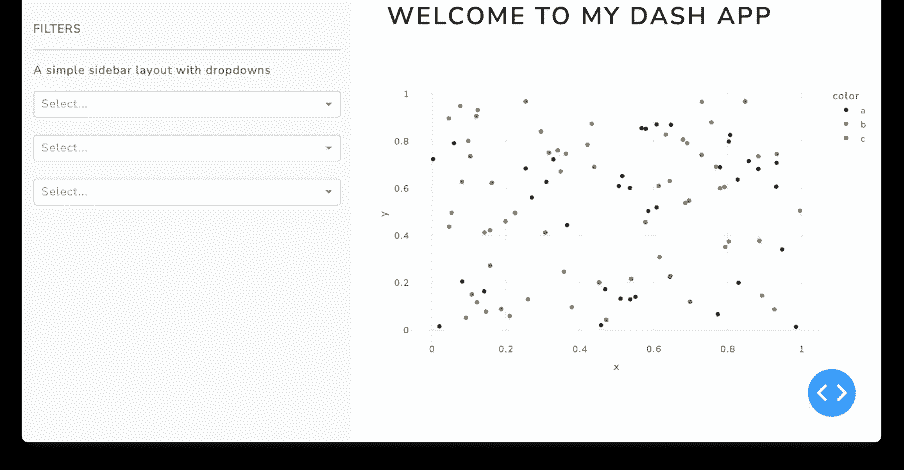 FILTERS
A simple sidebar layout with dropdowns
Select...
Select...
Select...
WELCOME TO MY DASH APP
color
a
b
c
y
1
0.8
0.6
0.4
0.2
0
0
0.2
0.4
0.6
0.8
1
x